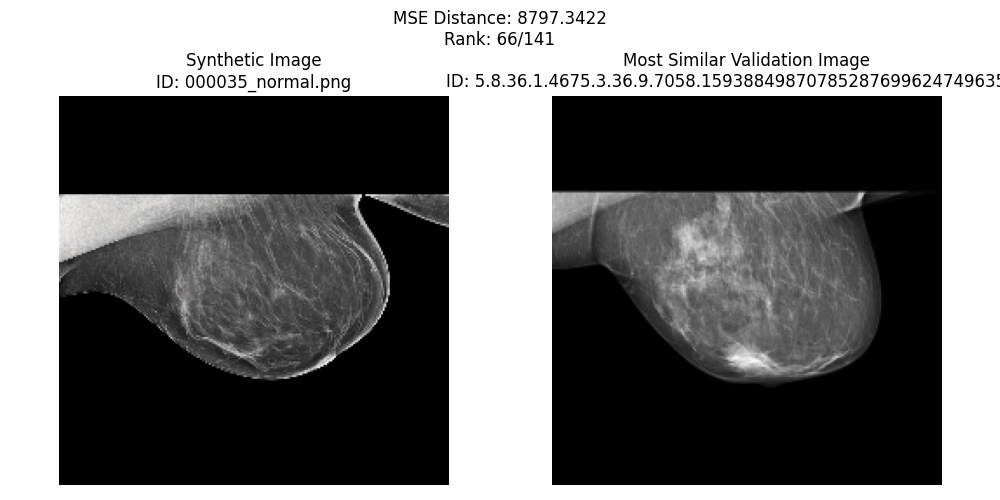 MSE Distance: 8797.3422
Rank: 66/141
Synthetic Image
ID: 000035_normal.png
Most Similar Validation Image
ID: 5.8.36.1.4675.3.36.9.7058.15938849870785287699624749635